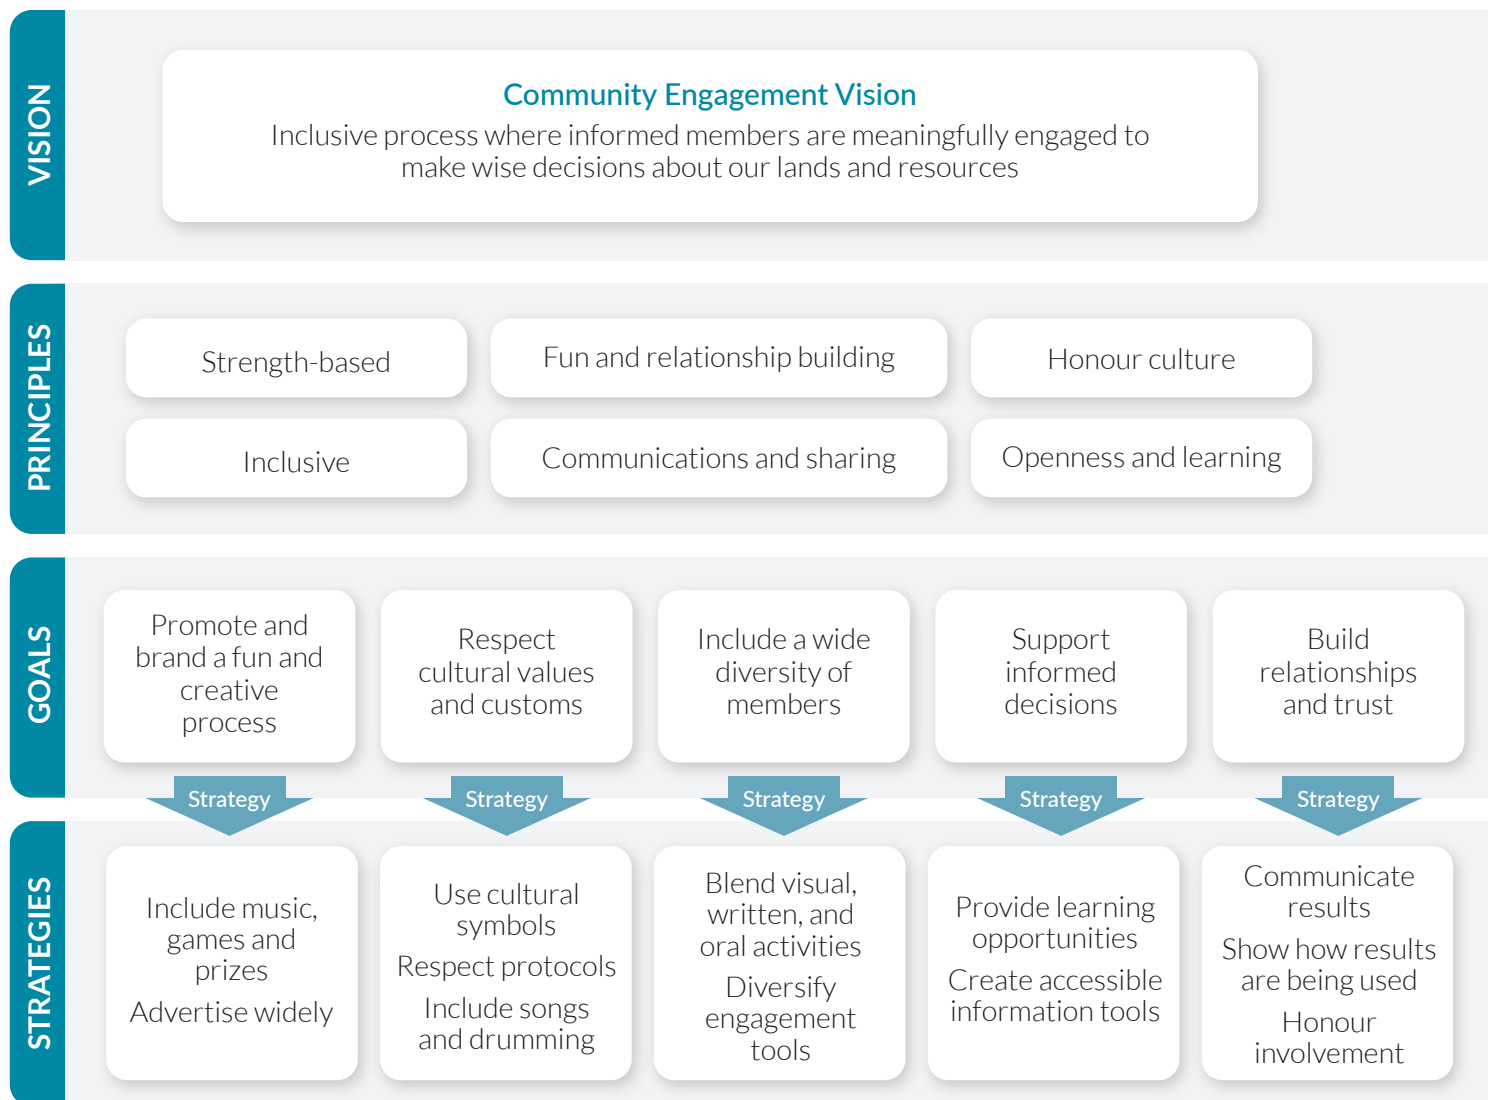 VISION
Community Engagement Vision
Inclusive process where informed members are meaningfully engaged to
make wise decisions about our lands and resources
PRINCIPLES
Strength-based
Fun and relationship building
Honour culture
Inclusive
Communications and sharing
Openness and learning
GOALS
Promote and
brand a fun and
creative
process
Respect
cultural values
and customs
Include a wide
diversity of
members
Support
informed
decisions
Build
relationships
and trust
Strategy
Strategy
Strategy
Strategy
Strategy
STRATEGIES
Include music,
games and
prizes
Advertise widely
Use cultural
symbols
Respect protocols
Include songs
and drumming
Blend visual,
written, and
oral activities
Diversify
engagement
tools
Provide learning
opportunities
Create accessible
information tools
Communicate
results
Show how results
are being used
Honour
involvement